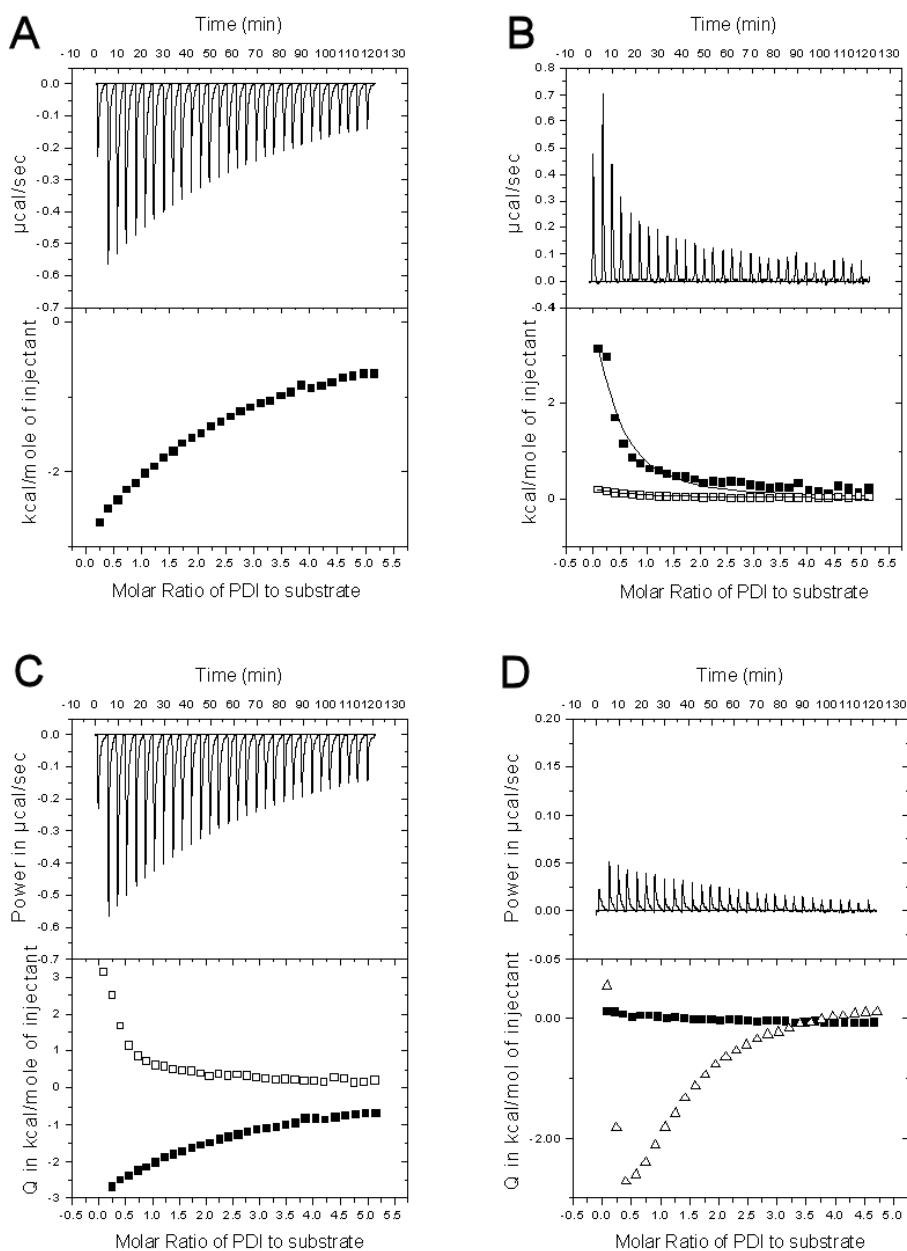 A
Time (min)
-10 0 10 20 30 40 50 60 70 80 90 100 110 120 130
0.0
-0.1
-0.2
-0.3
-0.4
-0.5
-0.6
-0.7
µcal/sec
0
-2
kcal/mole of injectant
0.0 0.5 1.0 1.5 2.0 2.5 3.0 3.5 4.0 4.5 5.0 5.5
Molar Ratio of PDI to substrate
B
Time (min)
-10 0 10 20 30 40 50 60 70 80 90 100 110 120 130
0.8
0.7
0.6
0.5
0.4
0.3
0.2
0.1
0.0
-0.4
µcal/sec
2
0
kcal/mole of injectant
-0.5 0.0 0.5 1.0 1.5 2.0 2.5 3.0 3.5 4.0 4.5 5.0 5.5
Molar Ratio of PDI to substrate
C
Time (min)
-10 0 10 20 30 40 50 60 70 80 90 100 110 120 130
0.0
-0.1
-0.2
-0.3
-0.4
-0.5
-0.6
-0.7
Power in µcal/sec
3
2
1
0
-1
-2
-3
Q in kcal/mole of injectant
-0.5 0.0 0.5 1.0 1.5 2.0 2.5 3.0 3.5 4.0 4.5 5.0 5.5
Molar Ratio of PDI to substrate
D
Time (min)
-10 0 10 20 30 40 50 60 70 80 90 100 110 120 130
0.20
0.15
0.10
0.05
0.00
-0.05
Power in µcal/sec
0.00
-2.00
Q in kcal/mol of injectant
-0.5 0.0 0.5 1.0 1.5 2.0 2.5 3.0 3.5 4.0 4.5 5.0
Molar Ratio of PDI to substrate